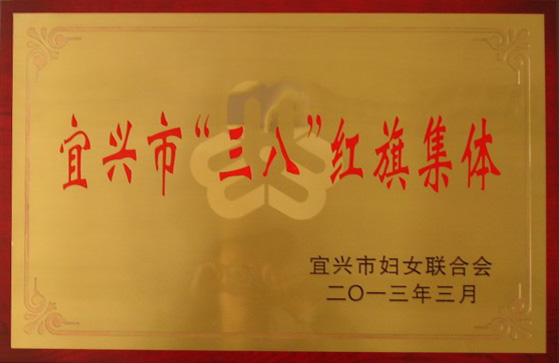 宜兴市“三八”红旗集体
宜兴市妇女联合会
二〇一三年三月